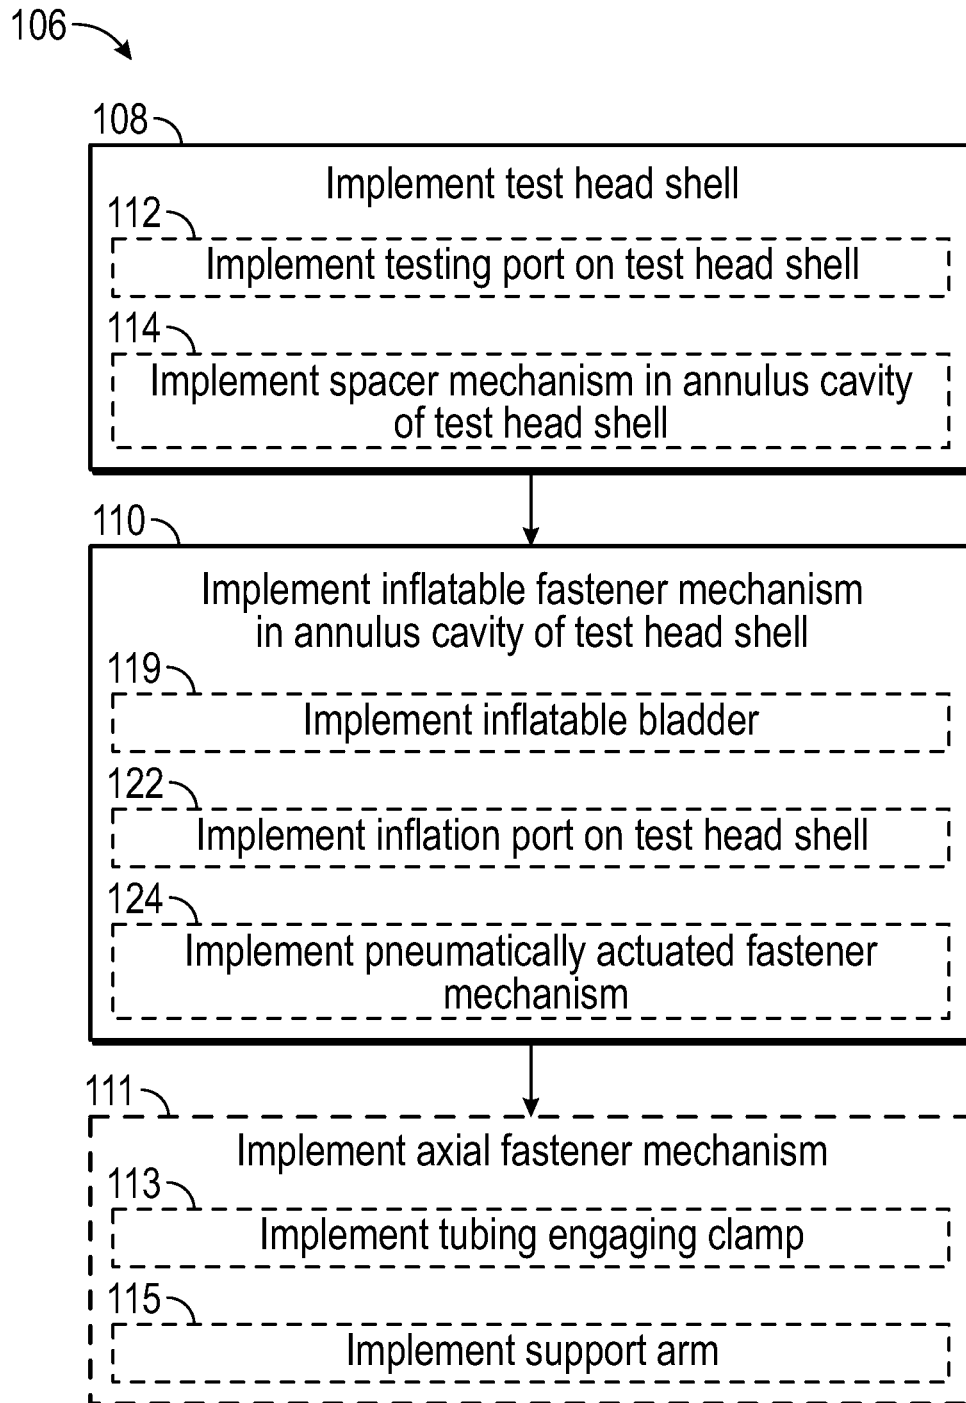 106
108
Implement test head shell
112
Implement testing port on test head shell
114
Implement spacer mechanism in annulus cavity
of test head shell
110
Implement inflatable fastener mechanism
in annulus cavity of test head shell
119
Implement inflatable bladder
122
Implement inflation port on test head shell
124
Implement pneumatically actuated fastener
mechanism
111
Implement axial fastener mechanism
113
Implement tubing engaging clamp
115
Implement support arm